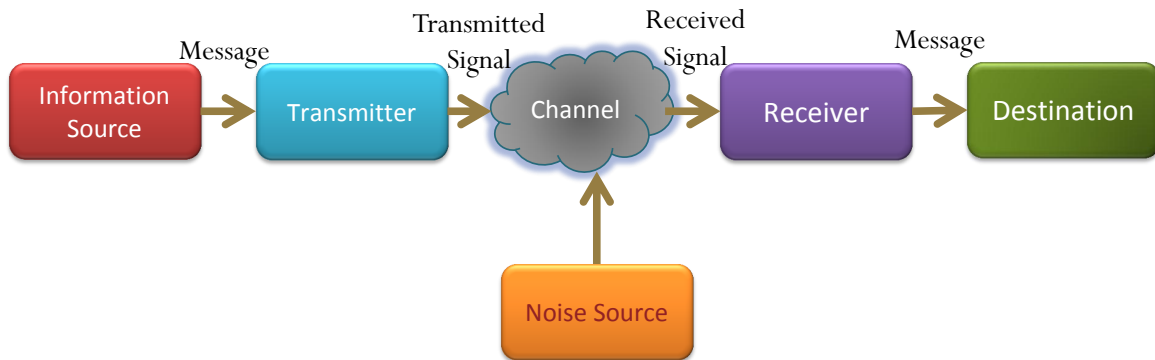 Message
Transmitted
Signal
Received
Signal
Message
Information
Source
Transmitter
Channel
Receiver
Destination
Noise Source